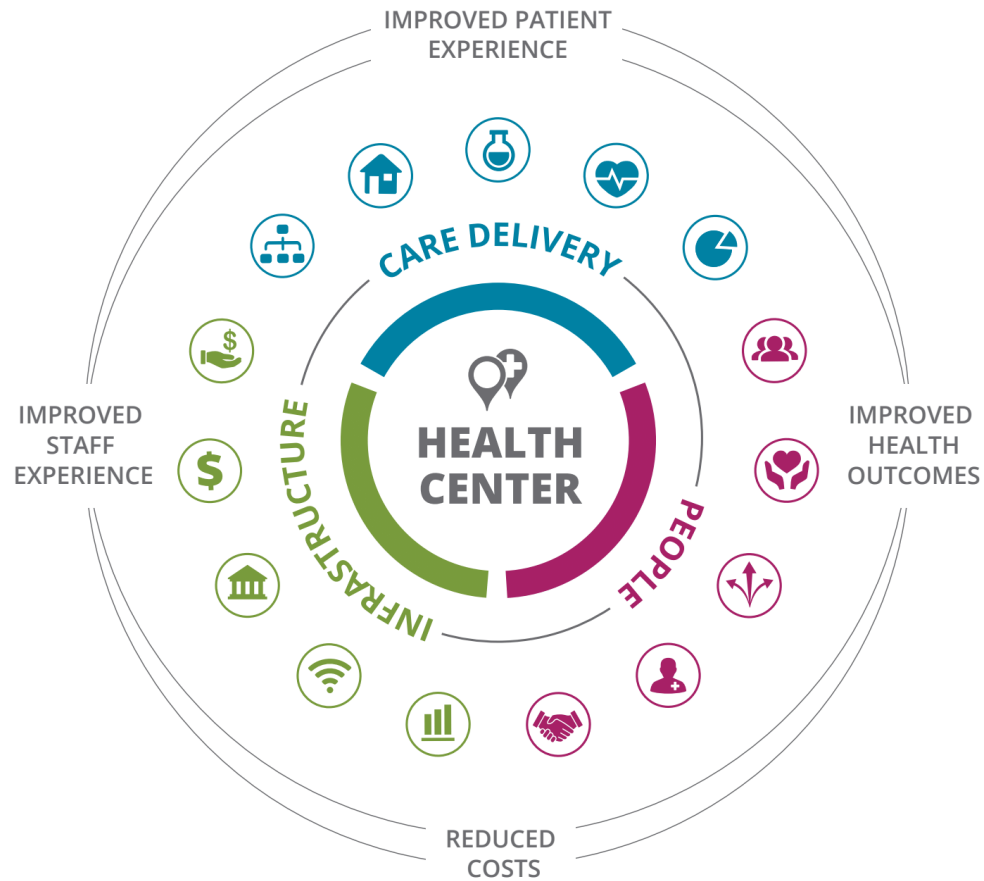 IMPROVED PATIENT
EXPERIENCE
CARE DELIVERY
$
IMPROVED
STAFF
EXPERIENCE
$
INFRASTRUCTURE
HEALTH
CENTER
PEOPLE
IMPROVED
HEALTH
OUTCOMES
REDUCED
COSTS